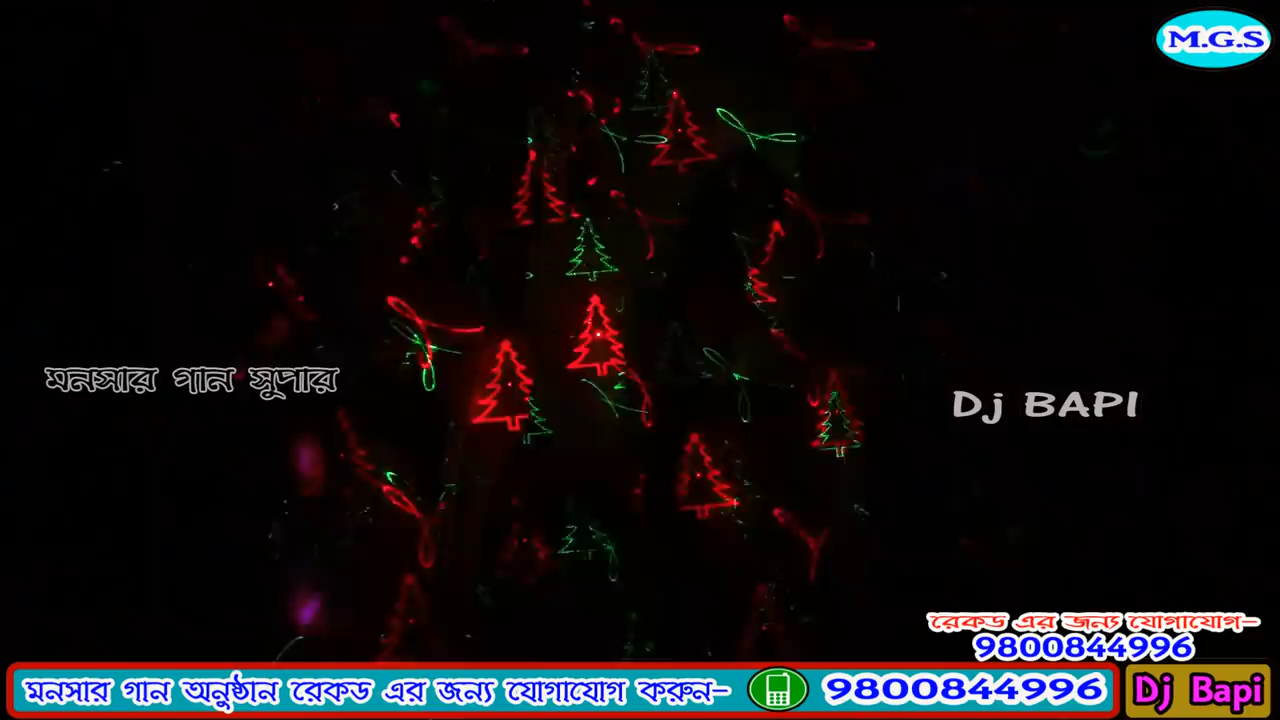 M.G.S
মনসার গান সুপার
Dj BAPI
রেকড এর জন্য যোগাযোগ-
9800844996
মনসার গান অনুষ্ঠান রেকড এর জন্য যোগাযোগ করুন-
9800844996
Dj Bapi